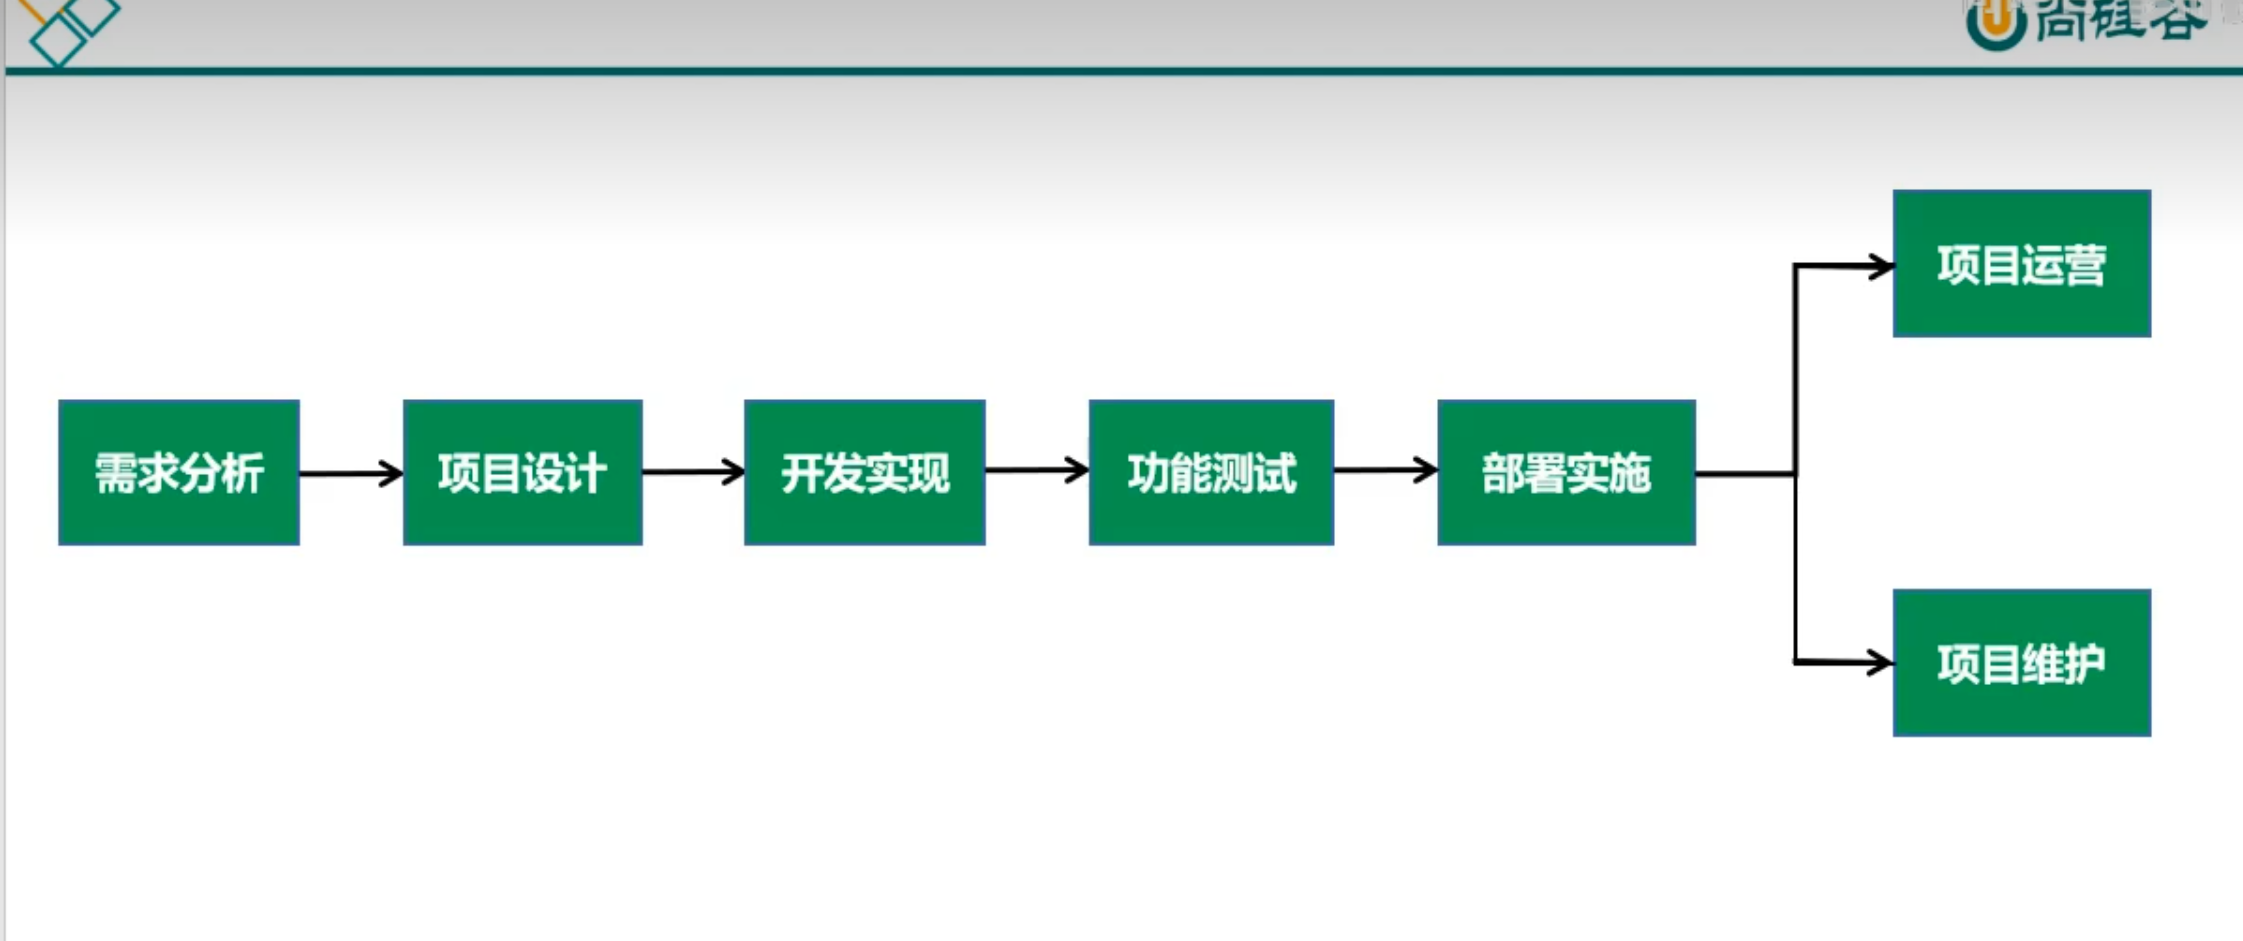 尚硅谷
项目运营
需求分析
项目设计
开发实现
功能测试
部署实施
项目维护